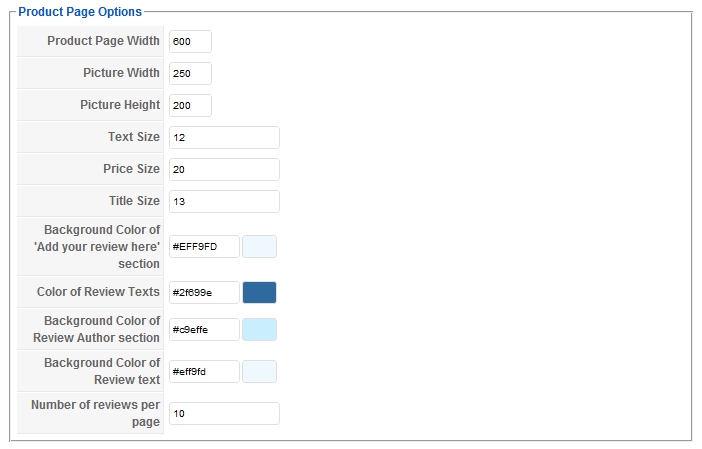 Product Page Options
Product Page Width 600
Picture Width 250
Picture Height 200
Text Size 12
Price Size 20
Title Size 13
Background Color of
'Add your review here' #EFF9FD
section
Color of Review Texts #2f699e
Background Color of
Review Author section #c9effe
Background Color of
Review text #eff9fd
Number of reviews per
page 10